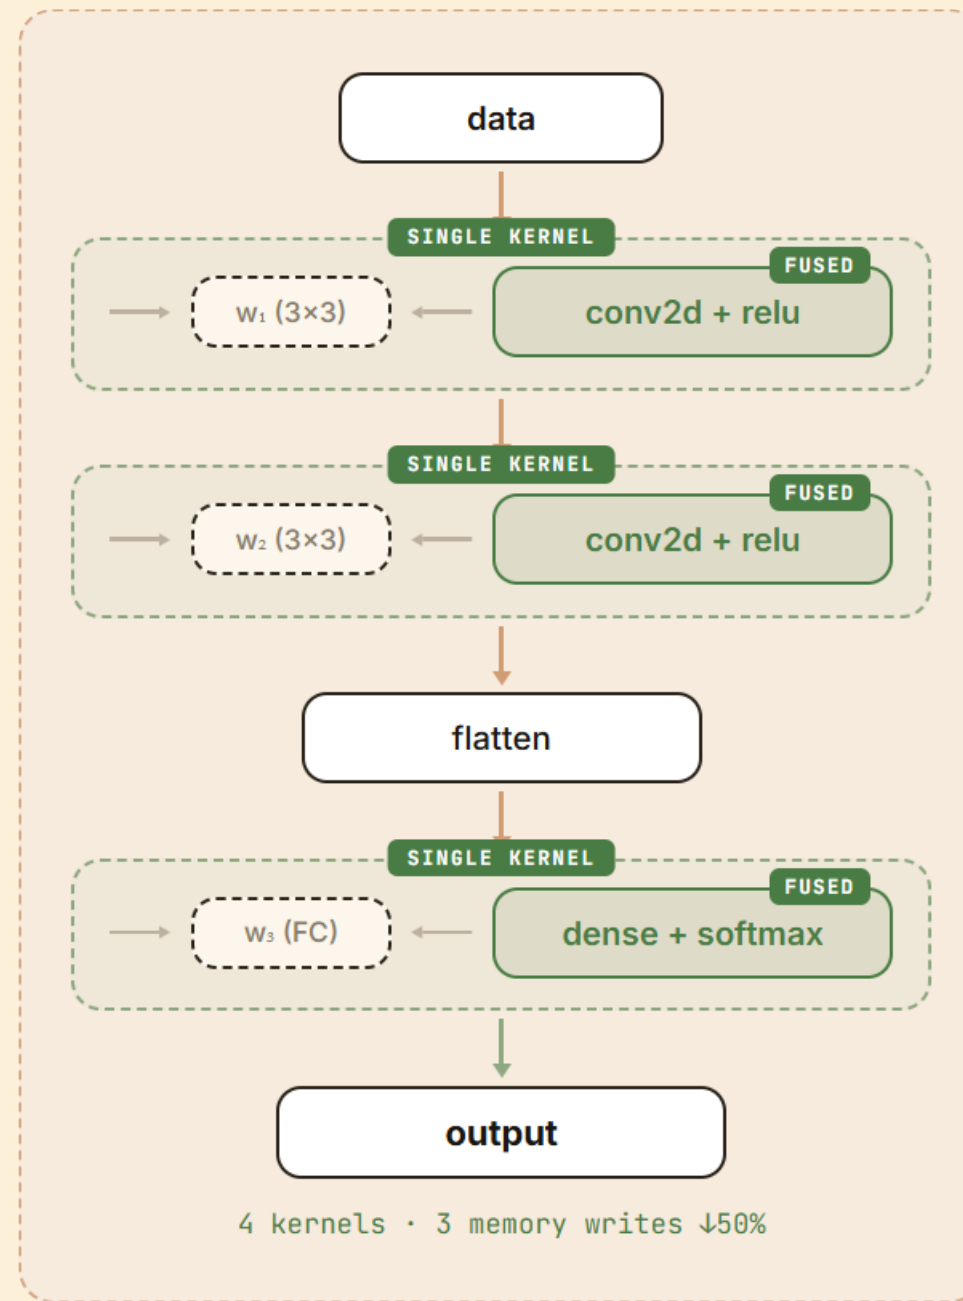 data
SINGLE KERNEL
FUSED
w₁ (3×3)
conv2d + relu
SINGLE KERNEL
FUSED
w₂ (3×3)
conv2d + relu
flatten
SINGLE KERNEL
FUSED
w₃ (FC)
dense + softmax
output
4 kernels · 3 memory writes ↓50%